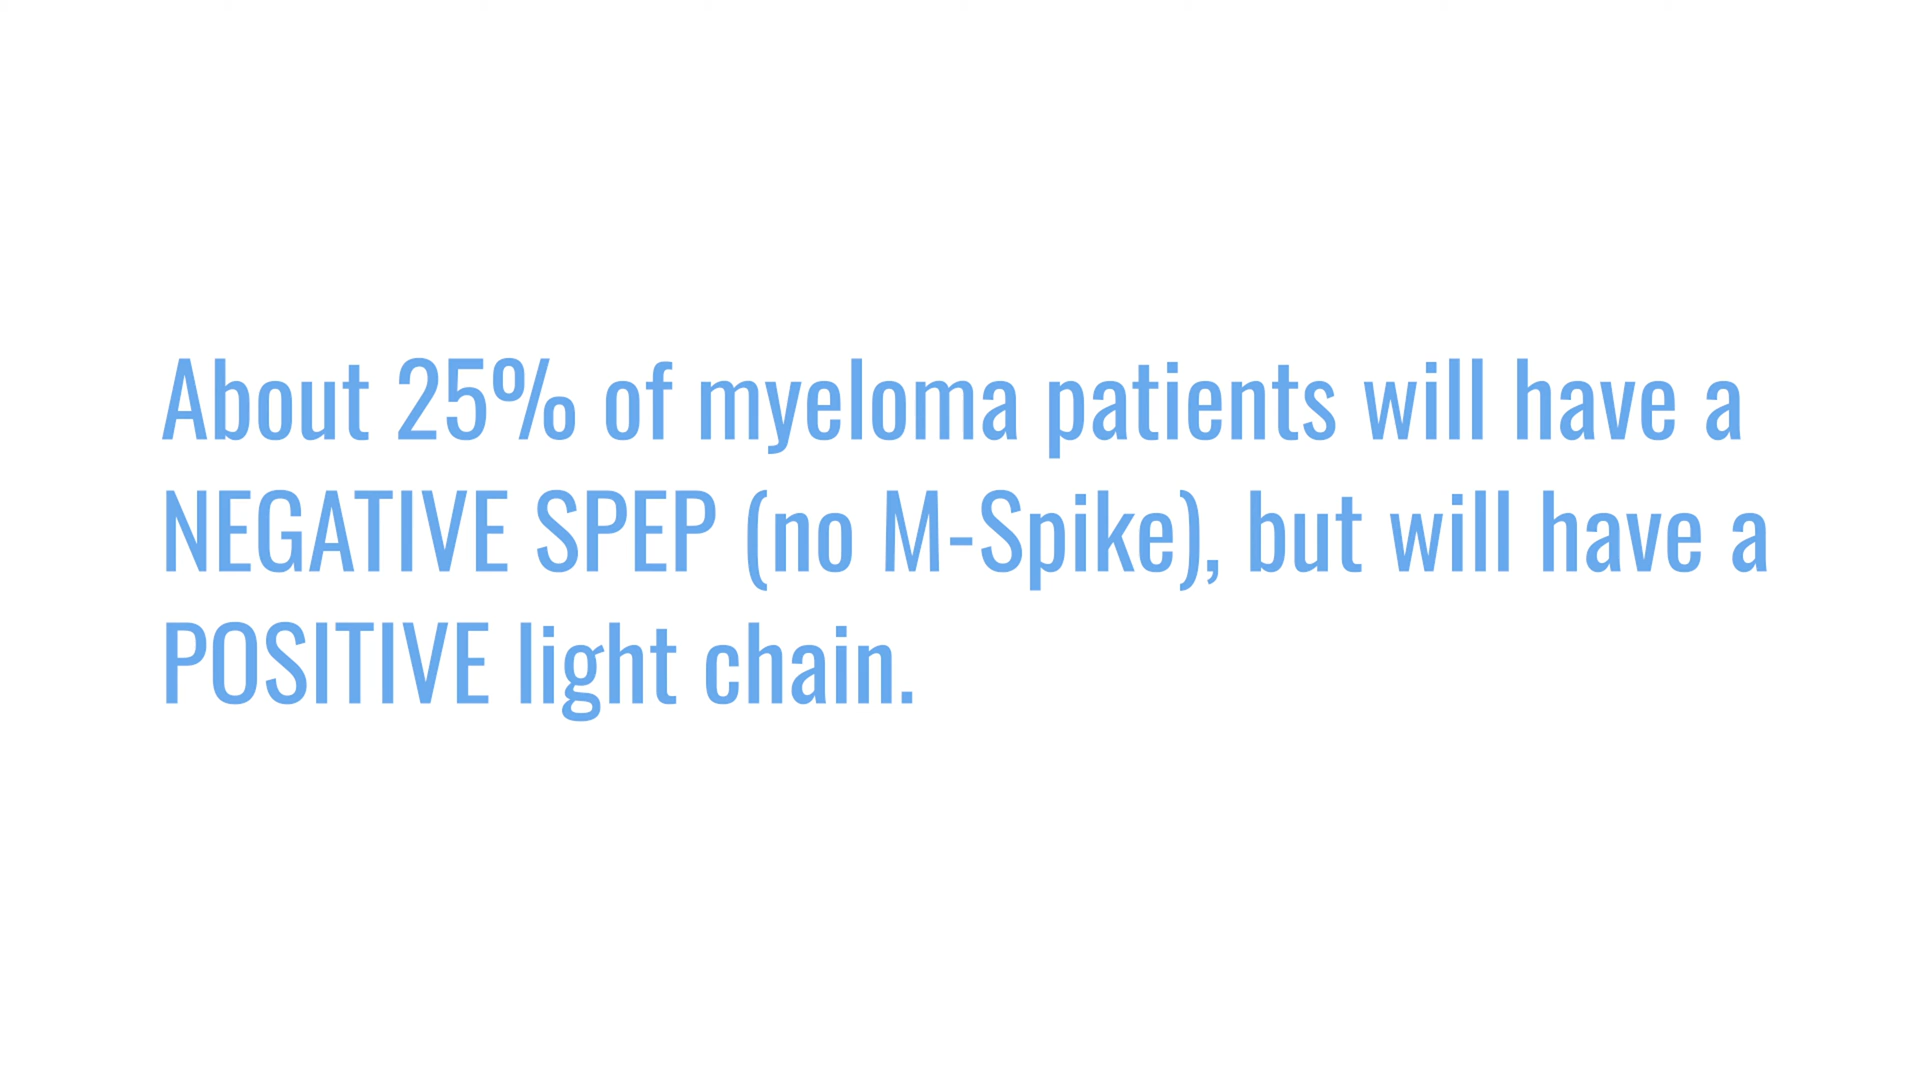 About 25% of myeloma patients will have a
NEGATIVE SPEP (no M-Spike), but will have a
POSITIVE light chain.